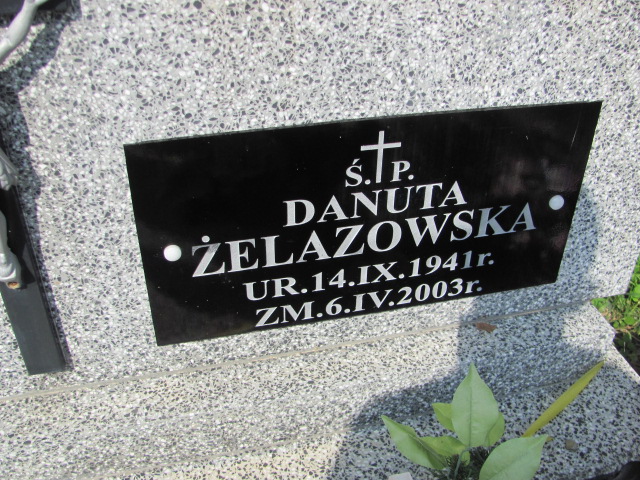 Ś. P.
DANUTA
ŻELAZOWSKA
UR.14.IX.1941r.
ZM.6.IV.2003r.